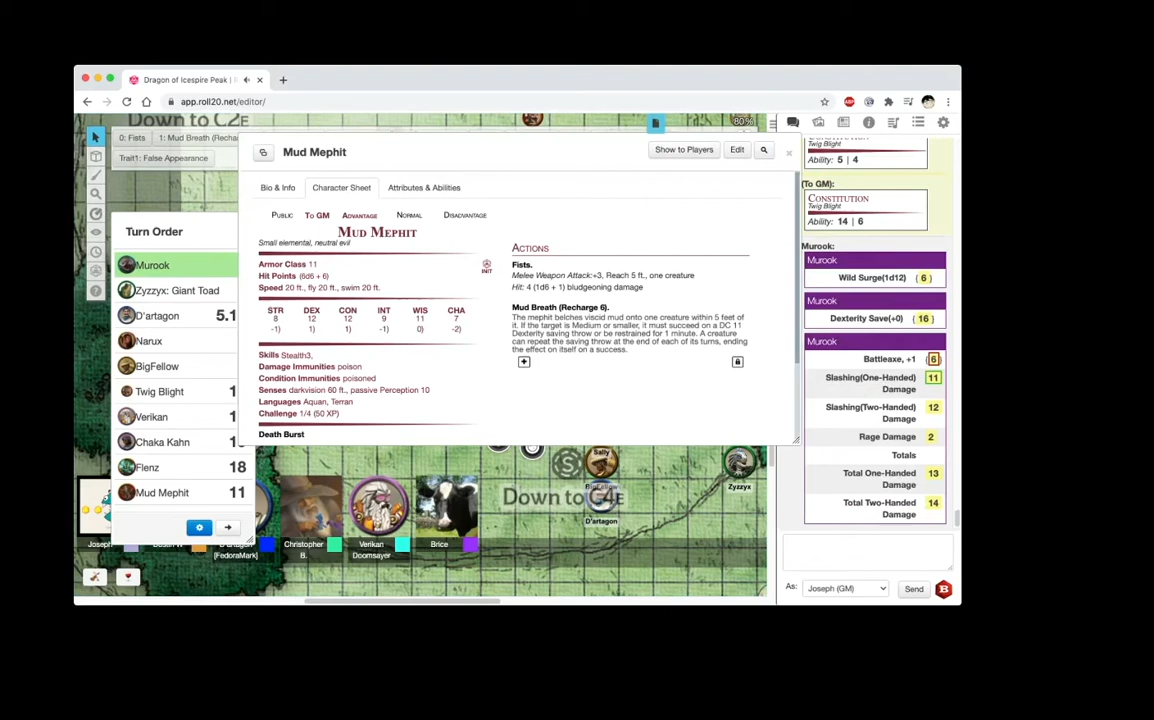 Dragon of Icespire Peak |
app.roll20.net/editor/
Down to C2E
80%
0: Fists
1: Mud Breath (Rechar
Trait1: False Appearance
Mud Mephit
Show to Players
Edit
Bio & Info
Character Sheet
Attributes & Abilities
PUBLIC
TO GM
ADVANTAGE
NORMAL
DISADVANTAGE
MUD MEPHIT
Small elemental, neutral evil
Armor Class 11
Hit Points (6d6 + 6)
Speed 20 ft., fly 20 ft., swim 20 ft.
INIT
STR DEX CON INT WIS CHA
8 12 12 9 11 7
-1) 1) 1) -1) 0) -2)
Skills Stealth3,
Damage Immunities poison
Condition Immunities poisoned
Senses darkvision 60 ft., passive Perception 10
Languages Aquan, Terran
Challenge 1/4 (50 XP)
Death Burst
ACTIONS
Fists.
Melee Weapon Attack:+3, Reach 5 ft., one creature
Hit: 4 (1d6 + 1) bludgeoning damage
Mud Breath (Recharge 6).
The mephit belches viscid mud onto one creature within 5 feet of
it. If the target is Medium or smaller, it must succeed on a DC 11
Dexterity saving throw or be restrained for 1 minute. A creature
can repeat the saving throw at the end of each of its turns, ending
the effect on itself on a success.
Turn Order
Murook
Zyzzyx: Giant Toad
D'artagon 5.1
Narux
BigFellow
Twig Blight 1
Verikan 1
Chaka Kahn
Flenz 18
Mud Mephit 11
Sally
BigFellow
D'artagon
Zyzzyx
Down to C4E
Joseph
D'artagon
[FedoraMark]
Christopher
B.
Verikan
Doomsayer
Brice
CONSTITUTION
Twig Blight
Ability: 5 | 4
(To GM):
CONSTITUTION
Twig Blight
Ability: 14 | 6
Murook:
Murook
Wild Surge(1d12) { 6 }
Murook
Dexterity Save(+0) { 16 }
Murook
Battleaxe, +1 {6}
Slashing(One-Handed) 11
Damage
Slashing(Two-Handed) 12
Damage
Rage Damage 2
Totals
Total One-Handed 13
Damage
Total Two-Handed 14
Damage
As:
Joseph (GM)
Send